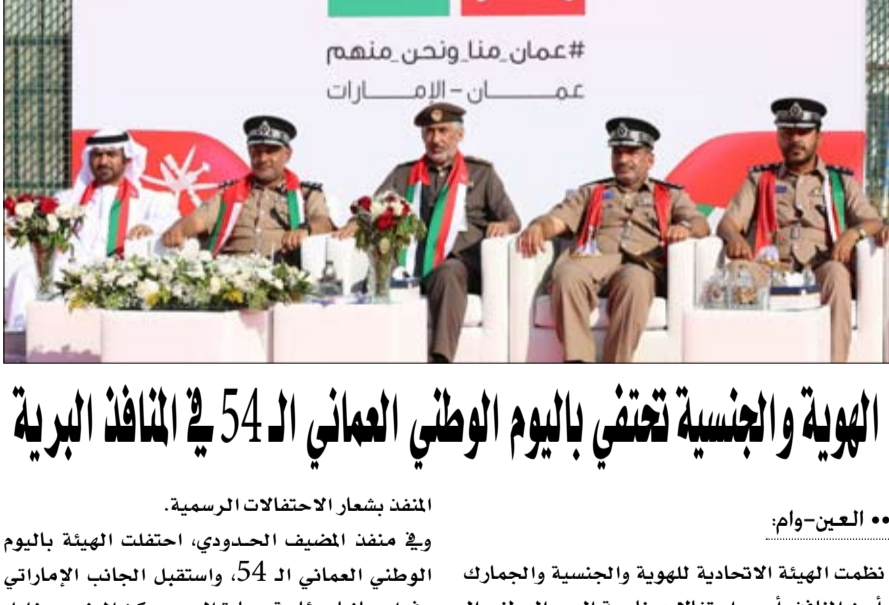 #عمان_منا_ونحن_منهم
عمــــــان - الإمــــــارات
الهوية والجنسية تحتفي باليوم الوطني العماني الـ 54 في المنافذ البرية
•• العين-وام:
نظمت الهيئة الاتحادية للهوية والجنسية والجمارك
المنفذ بشعار الاحتفالات الرسمية.
وفي منفذ المضيف الحدودي، احتفلت الهيئة باليوم
الوطني العماني الـ 54، واستقبل الجانب الإماراتي